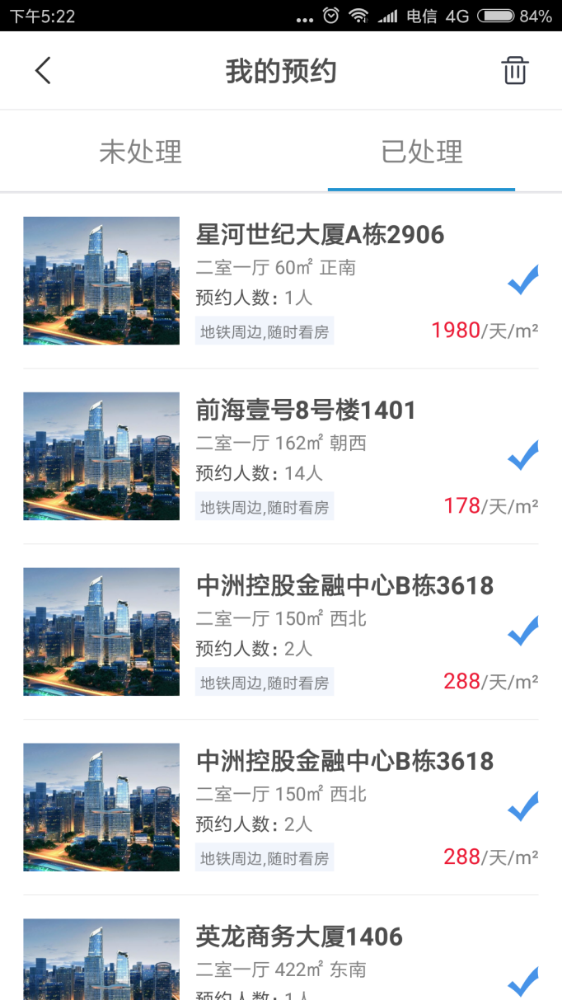 下午5:22
... 电信 4G 84%
我的预约
未处理 已处理
星河世纪大厦A栋2906
二室一厅 60㎡ 正南
预约人数: 1人
地铁周边,随时看房 1980/天/m²
前海壹号8号楼1401
二室一厅 162㎡ 朝西
预约人数: 14人
地铁周边,随时看房 178/天/m²
中洲控股金融中心B栋3618
二室一厅 150㎡ 西北
预约人数: 2人
地铁周边,随时看房 288/天/m²
中洲控股金融中心B栋3618
二室一厅 150㎡ 西北
预约人数: 2人
地铁周边,随时看房 288/天/m²
英龙商务大厦1406
二室一厅 422㎡ 东南
预约人数: 1人